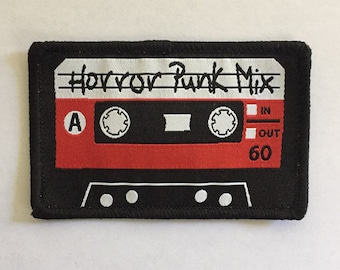 Horror Punk Mix
A
IN
OUT
60